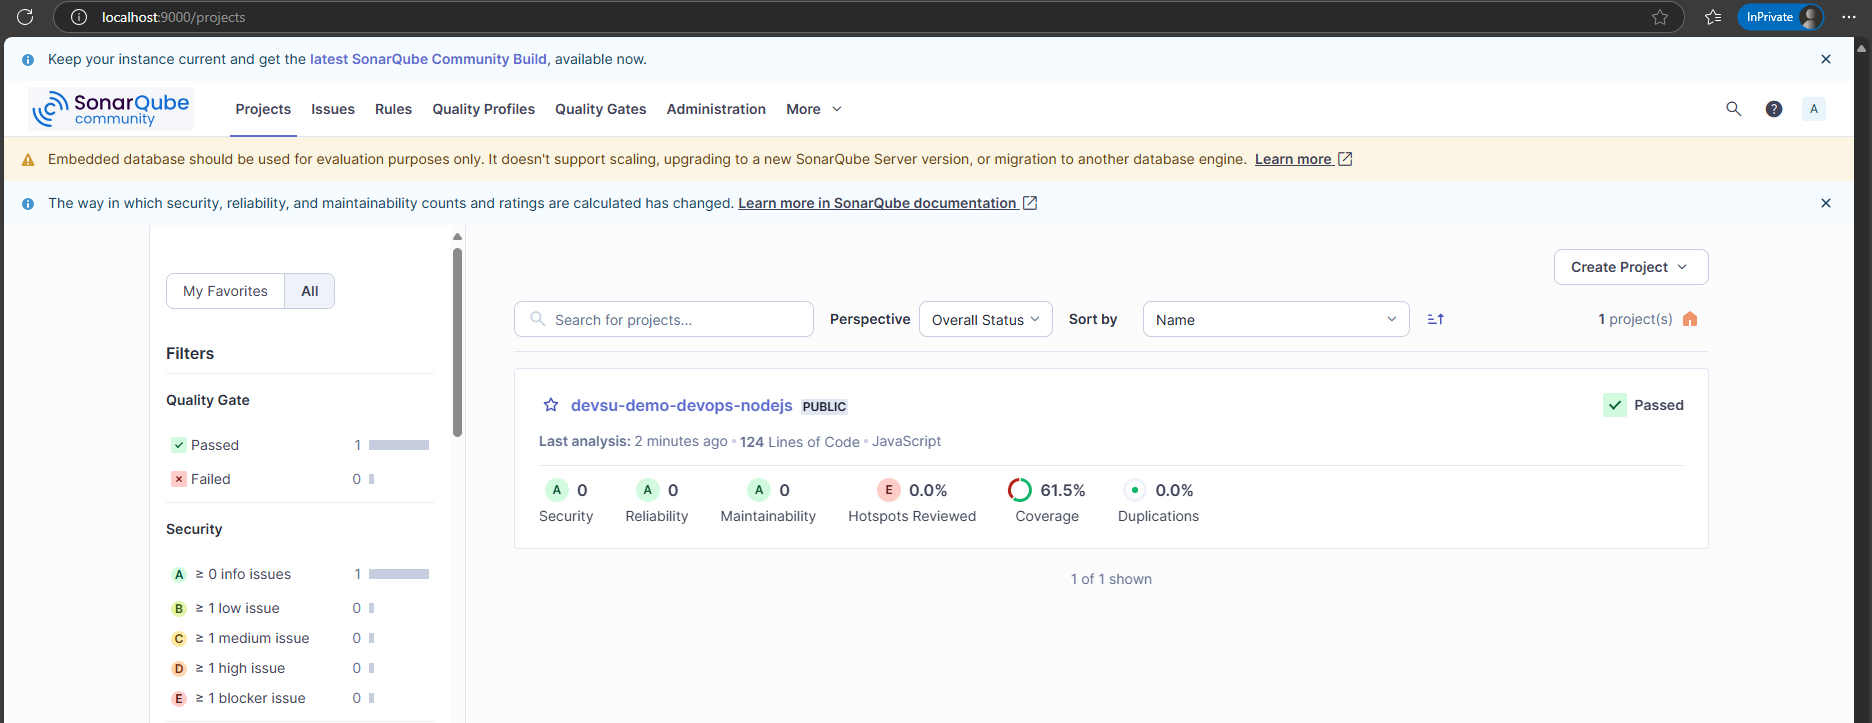 localhost:9000/projects
InPrivate
Keep your instance current and get the latest SonarQube Community Build, available now.
SonarQube community
Projects Issues Rules Quality Profiles Quality Gates Administration More
A
Embedded database should be used for evaluation purposes only. It doesn't support scaling, upgrading to a new SonarQube Server version, or migration to another database engine. Learn more
The way in which security, reliability, and maintainability counts and ratings are calculated has changed. Learn more in SonarQube documentation
My Favorites All
Filters
Quality Gate
Passed 1
Failed 0
Security
A ≥ 0 info issues 1
B ≥ 1 low issue 0
C ≥ 1 medium issue 0
D ≥ 1 high issue 0
E ≥ 1 blocker issue 0
Create Project
Search for projects... Perspective Overall Status Sort by Name 1 project(s)
devsu-demo-devops-nodejs PUBLIC Passed
Last analysis: 2 minutes ago • 124 Lines of Code • JavaScript
A 0 A 0 A 0 E 0.0% 61.5% 0.0%
Security Reliability Maintainability Hotspots Reviewed Coverage Duplications
1 of 1 shown